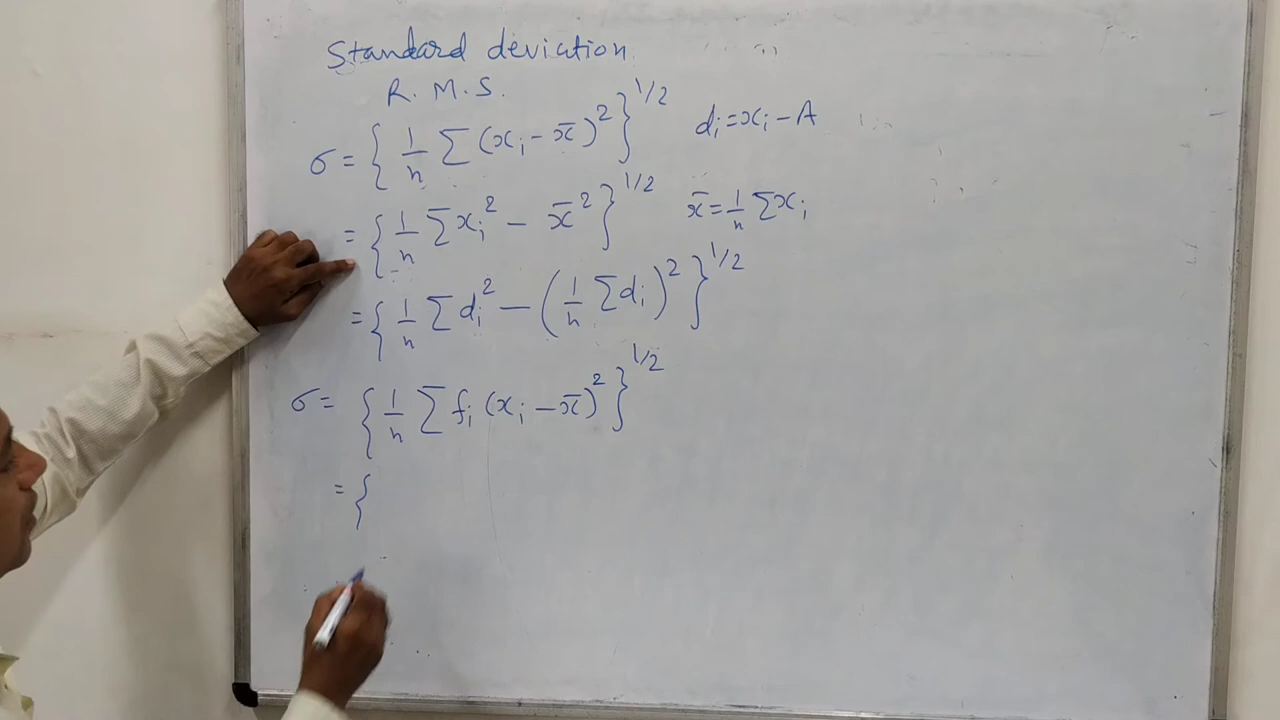 Standard deviation
R. M. S.
σ = { 1/n Σ (xᵢ - x̄)² }^1/2 dᵢ = xᵢ - A
= { 1/n Σ xᵢ² - x̄² }^1/2 x̄ = 1/n Σ xᵢ
= { 1/n Σ dᵢ² - ( 1/n Σ dᵢ )² }^1/2
σ = { 1/n Σ fᵢ (xᵢ - x̄)² }^1/2
= {